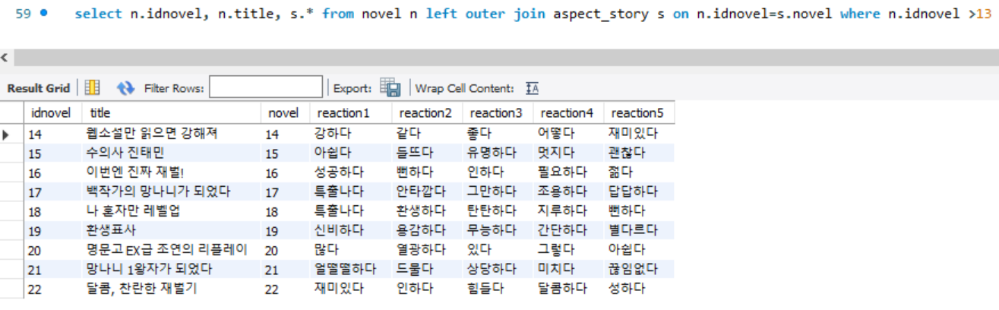 59 select n.idnovel, n.title, s.* from novel n left outer join aspect_story s on n.idnovel=s.novel where n.idnovel >13
Result Grid Filter Rows: Export: Wrap Cell Content: IA
idnovel title novel reaction1 reaction2 reaction3 reaction4 reaction5
14 웹소설만 읽으면 강해져 14 강하다 같다 좋다 어떻다 재미있다
15 수의사 진태민 15 아쉽다 들뜨다 유명하다 멋지다 괜찮다
16 이번엔 진짜 재벌! 16 성공하다 뻔하다 인하다 필요하다 젊다
17 백작가의 망나니가 되었다 17 특출나다 안타깝다 그만하다 조용하다 답답하다
18 나 혼자만 레벨업 18 특출나다 환생하다 탄탄하다 지루하다 뻔하다
19 환생표사 19 신비하다 용감하다 무능하다 간단하다 별다르다
20 명문고 EX급 조연의 리플레이 20 많다 열광하다 있다 그렇다 아쉽다
21 망나니 1왕자가 되었다 21 얼떨떨하다 드물다 상당하다 미치다 끊임없다
22 달콤, 찬란한 재벌기 22 재미있다 인하다 힘들다 달콤하다 성하다